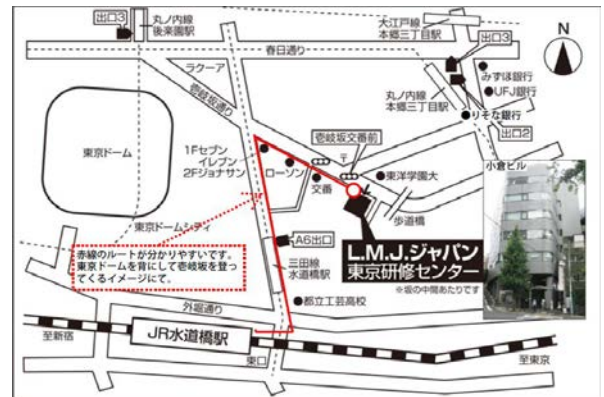 出口3
丸ノ内線
後楽園駅
大江戸線
本郷三丁目駅
出口3
N
春日通り
ラクーア
壱岐坂通り
丸ノ内線
本郷三丁目駅
みずほ銀行
UFJ銀行
りそな銀行
出口2
東京ドーム
1Fセブン
イレブン
2Fジョナサン
ローソン
壱岐坂交番前
〒
交番
東洋学園大
歩道橋
小倉ビル
東京ドームシティ
A6出口
三田線
水道橋駅
L.M.J.ジャパン
東京研修センター
※坂の中間あたりです
赤線のルートが分かりやすいです。
東京ドームを背にして壱岐坂を登っ
てくるイメージにて。
都立工芸高校
外堀通り
JR水道橋駅
至新宿
東口
至東京